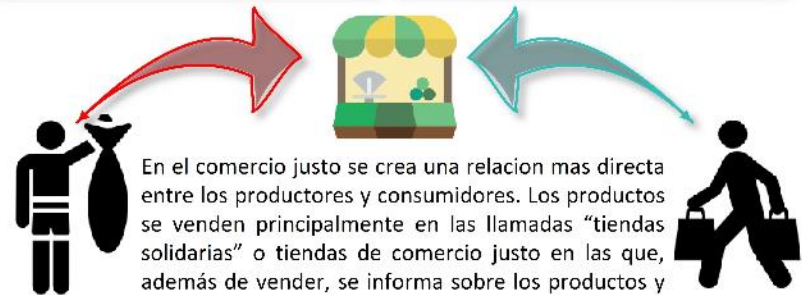 En el comercio justo se crea una relacion mas directa
entre los productores y consumidores. Los productos
se venden principalmente en las llamadas “tiendas
solidarias” o tiendas de comercio justo en las que,
además de vender, se informa sobre los productos y